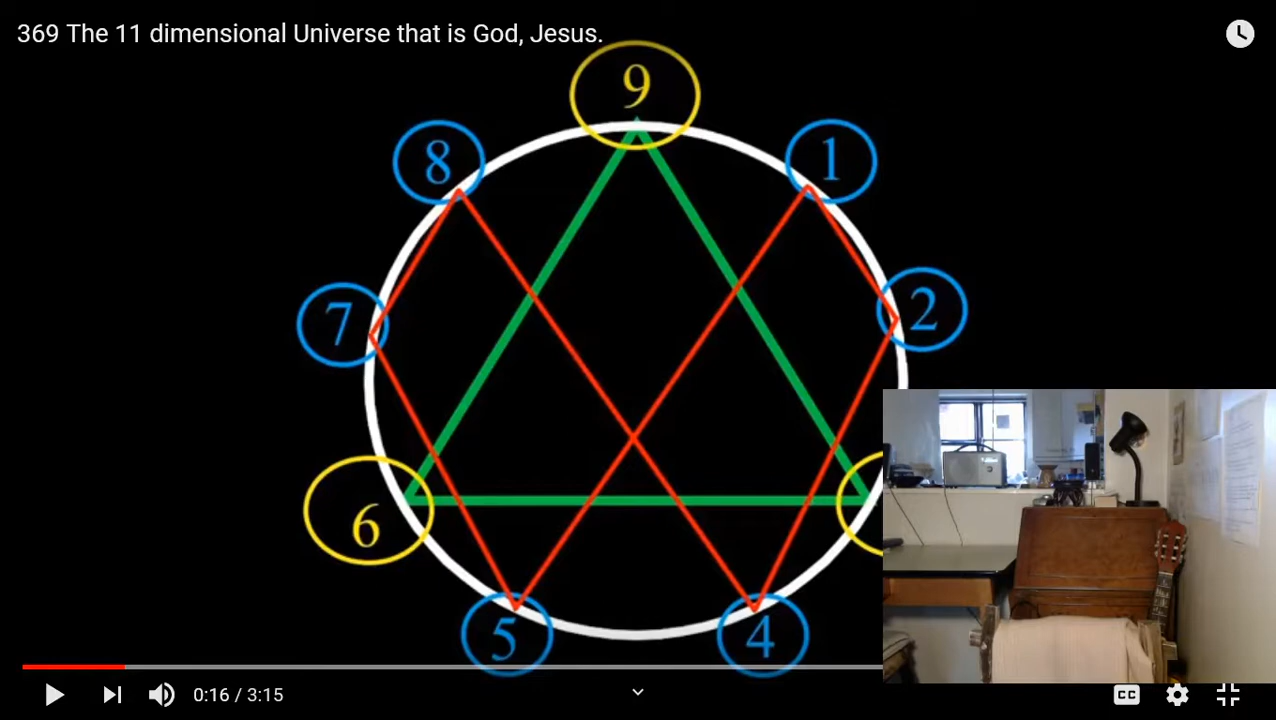 369 The 11 dimensional Universe that is God, Jesus.
9
8
1
7
2
6
5
4
0:16 / 3:15
CC